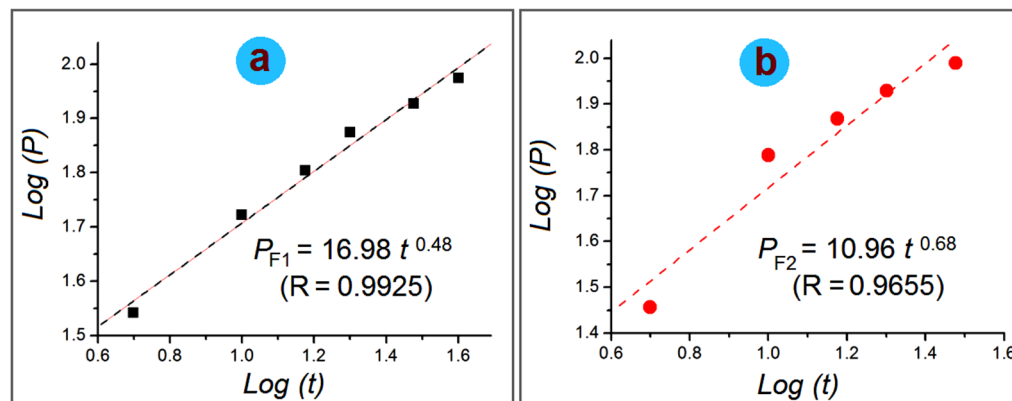 a
2.0
1.9
1.8
1.7
1.6
1.5
Log (P)
P_F1 = 16.98 t^0.48
(R = 0.9925)
0.6 0.8 1.0 1.2 1.4 1.6
Log (t)
b
2.0
1.9
1.8
1.7
1.6
1.5
1.4
Log (P)
P_F2 = 10.96 t^0.68
(R = 0.9655)
0.6 0.8 1.0 1.2 1.4 1.6
Log (t)